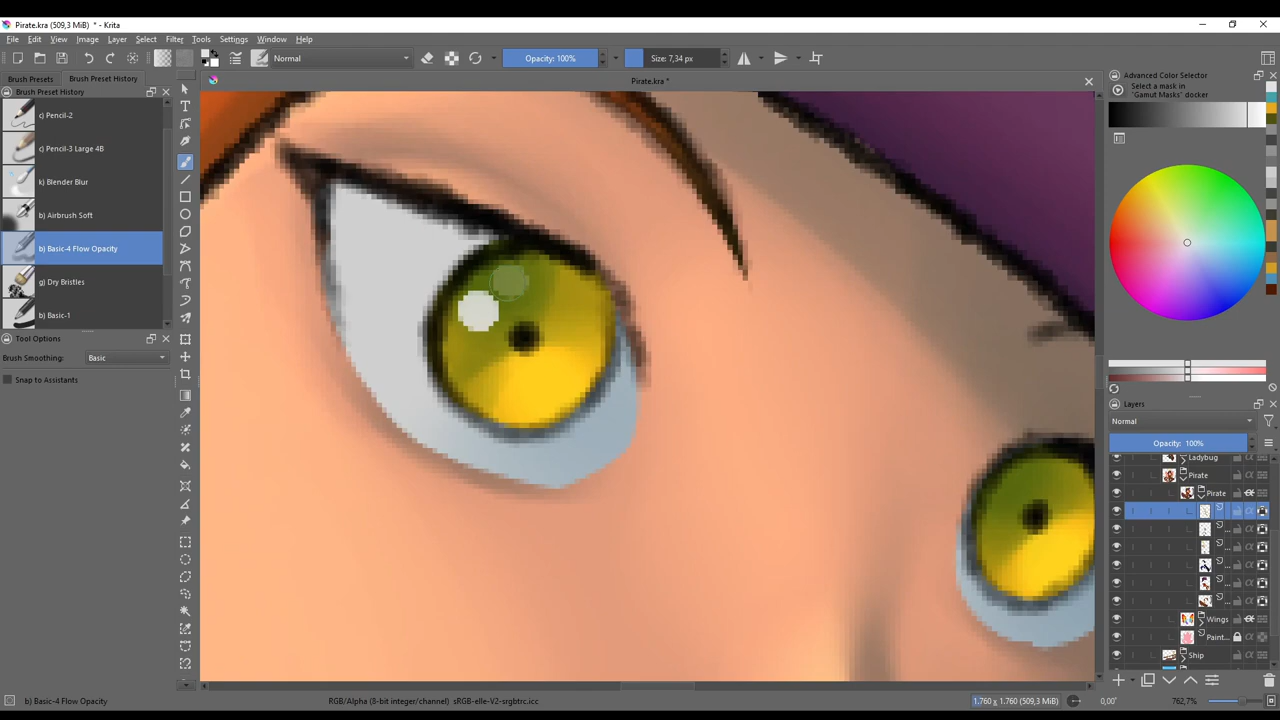 Pirate.kra (509,3 MiB) * - Krita
File Edit View Image Layer Select Filter Tools Settings Window Help
Normal
Opacity: 100%
Size: 7,34 px
Brush Presets
Brush Preset History
Pirate.kra *
Brush Preset History
c) Pencil-2
c) Pencil-3 Large 4B
k) Blender Blur
b) Airbrush Soft
b) Basic-4 Flow Opacity
g) Dry Bristles
b) Basic-1
Tool Options
Brush Smoothing: Basic
Snap to Assistants
Advanced Color Selector
Select a mask in
"Gamut Masks" docker
Layers
Normal
Opacity: 100%
Ladybug
Pirate
Pirate
...
...
...
...
...
...
Wings
Paint...
Ship
b) Basic-4 Flow Opacity
RGB/Alpha (8-bit integer/channel) sRGB-elle-V2-srgbtrc.icc
1.760 x 1.760 (509,3 MiB)
0,00°
762,7%